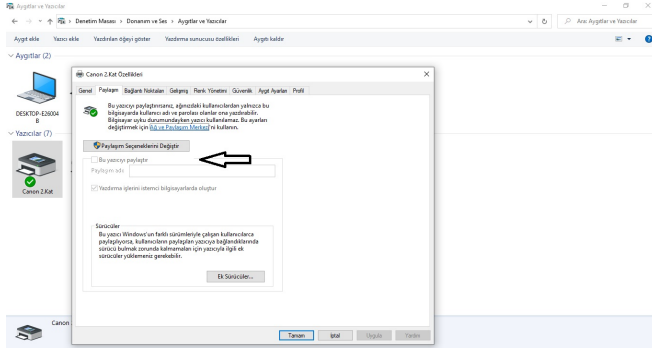 Aygıtlar ve Yazıcılar
Denetim Masası > Donanım ve Ses > Aygıtlar ve Yazıcılar
Ara: Aygıtlar ve Yazıcılar
Aygıt ekle Yazıcı ekle Yazdırılan öğeyi göster Yazdırma sunucusu özellikleri Aygıtı kaldır
Aygıtlar (2)
DESKTOP-E26004
B
Yazıcılar (7)
Canon 2.Kat
Canon 2.Kat Özellikleri
Genel Paylaşım Bağlantı Noktaları Gelişmiş Renk Yönetimi Güvenlik Aygıt Ayarları Profil
Bu yazıcıyı paylaştırırsanız, ağınızdaki kullanıcılardan yalnızca bu
bilgisayarda kullanıcı adı ve parolası olanlar ona yazdırabilir.
Bilgisayar uyku durumundayken yazıcı kullanılamaz. Bu ayarları
değiştirmek için Ağ ve Paylaşım Merkezi'ni kullanın.
Paylaşım Seçeneklerini Değiştir
Bu yazıcıyı paylaştır
Paylaşım adı:
Yazdırma işlerini istemci bilgisayarlarda oluştur
Sürücüler
Bu yazıcı Windows'un farklı sürümleriyle çalışan kullanıcılarca
paylaşılıyorsa, kullanıcıların paylaşılan yazıcıya bağlandıklarında
sürücü bulmak zorunda kalmamaları için yazıcıyla ilgili ek
sürücüler yüklemeniz gerekebilir.
Ek Sürücüler...
Tamam İptal Uygula Yardım
Canon